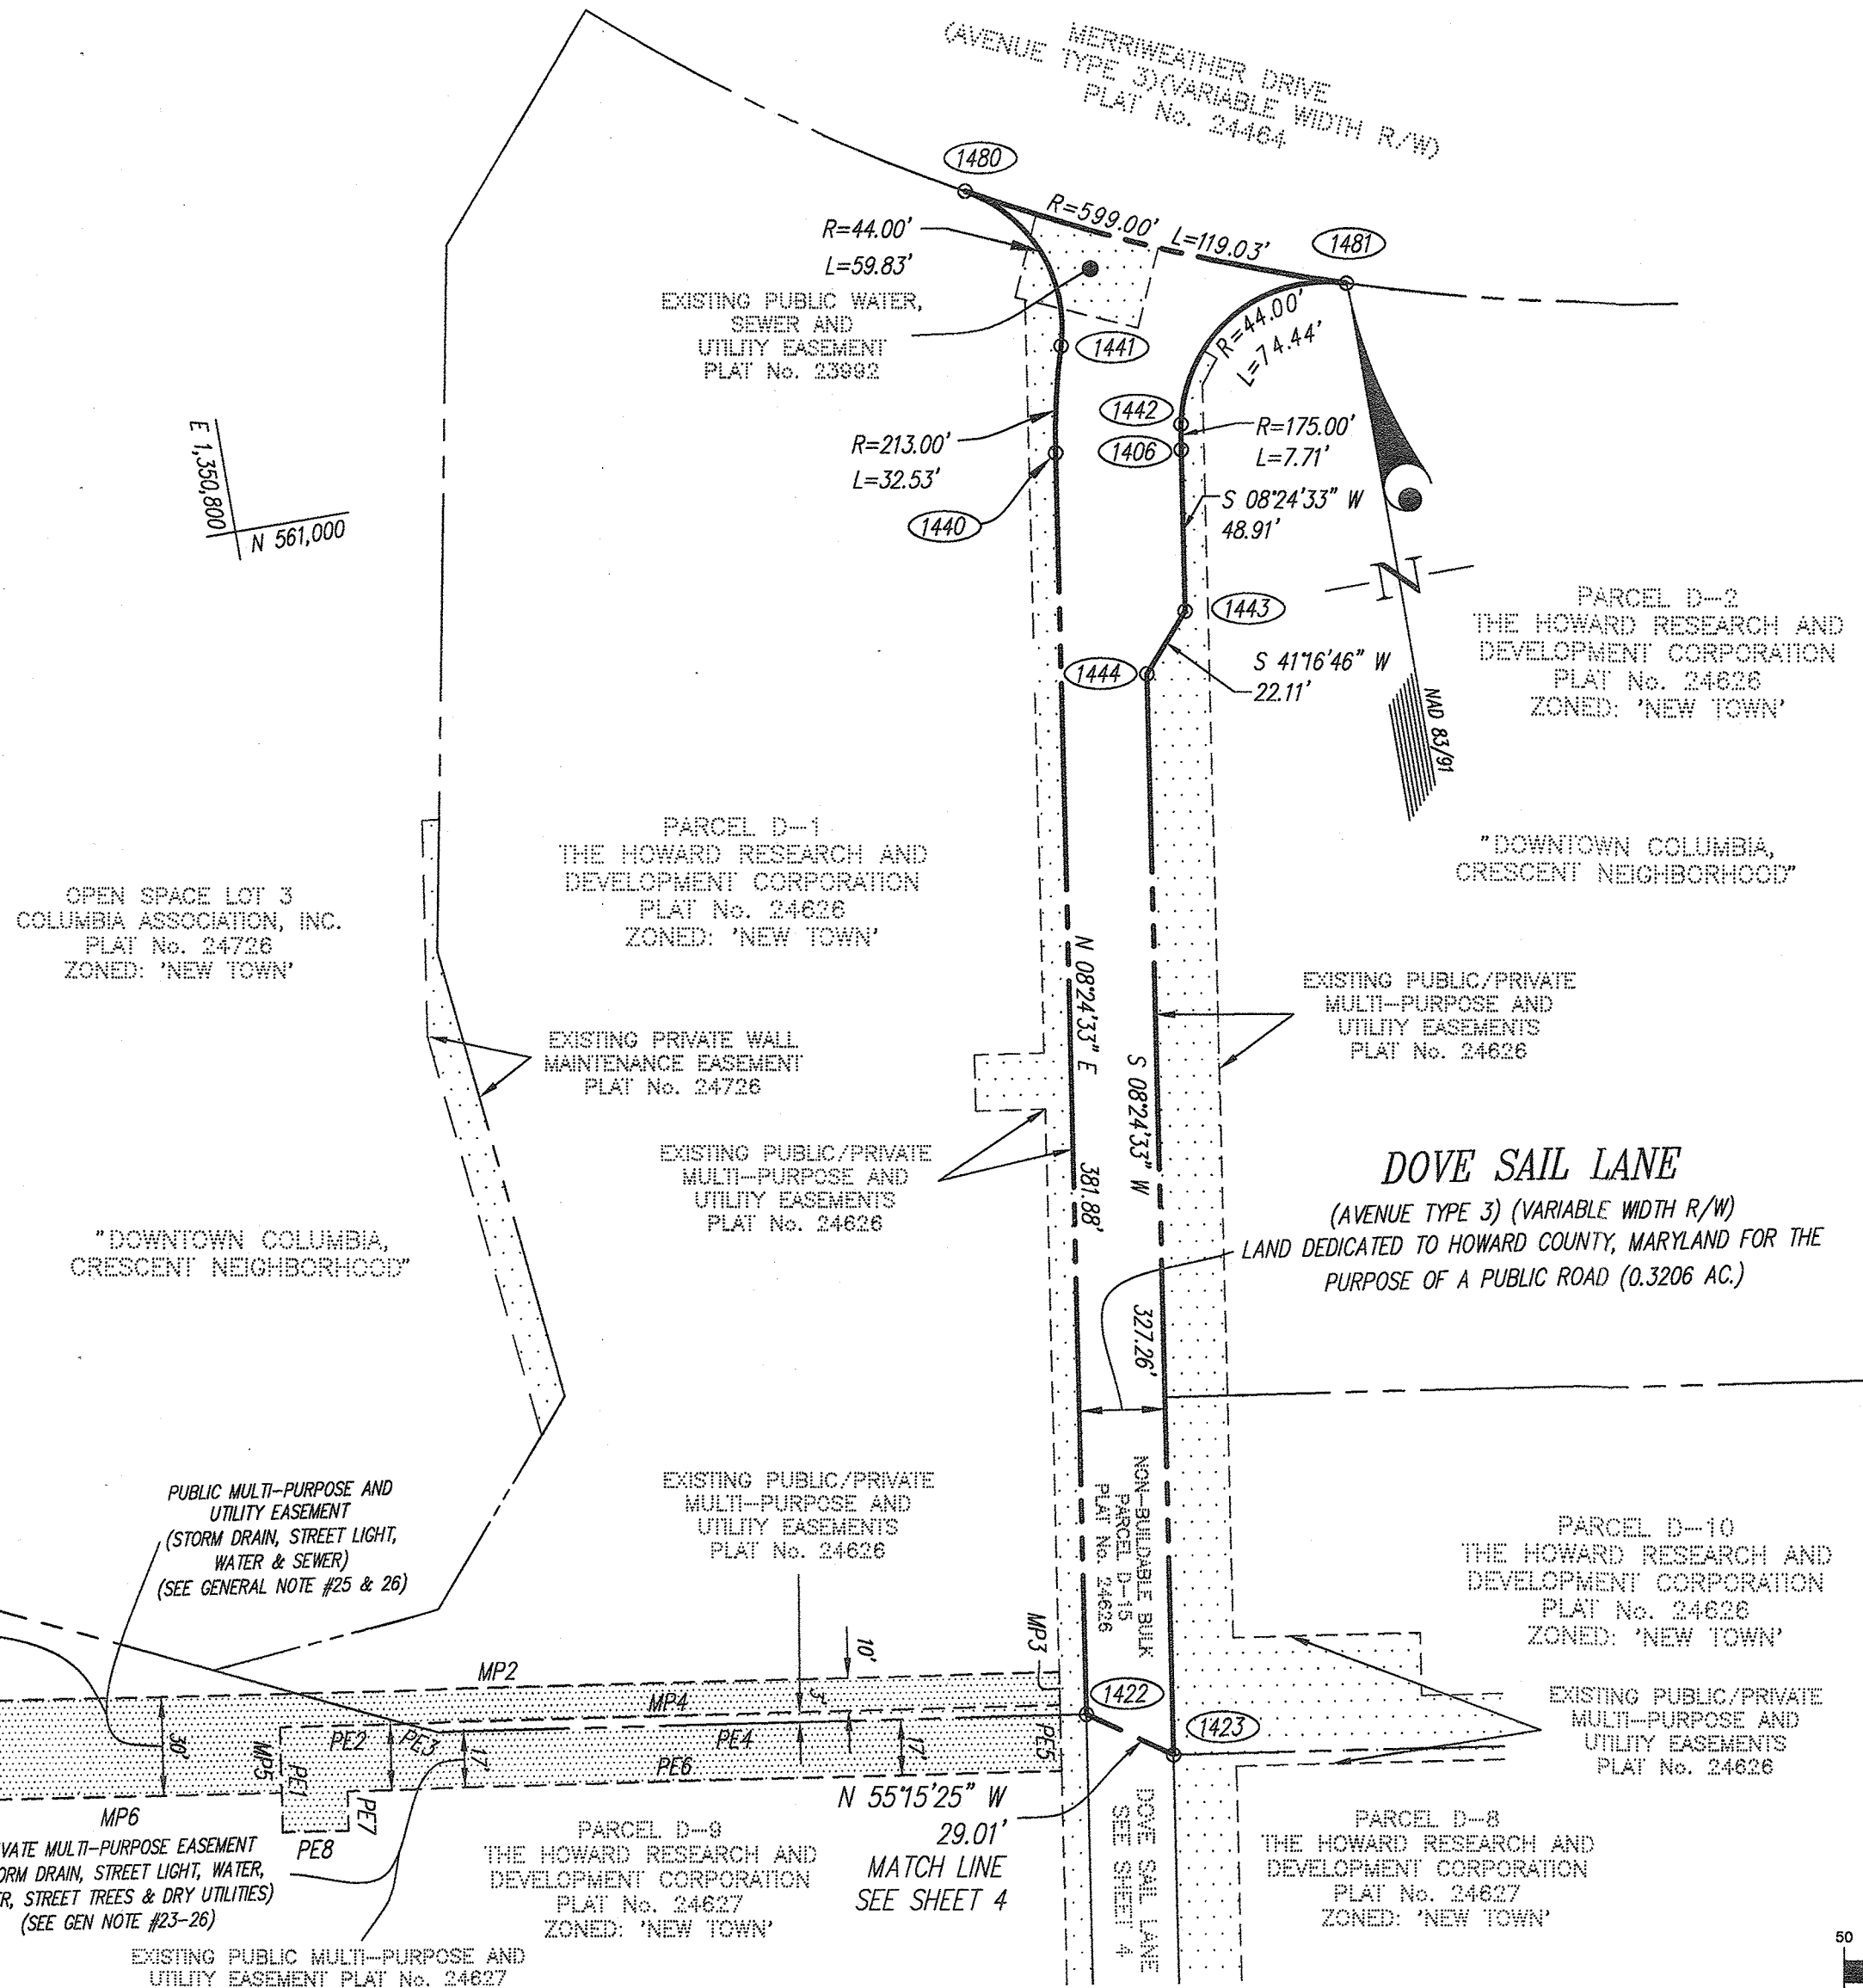 MERRIWEATHER DRIVE
(AVENUE TYPE 3)(VARIABLE WIDTH R/W)
PLAT No. 24464
1480
R=599.00' L=119.03'
1481
R=44.00'
L=59.83'
EXISTING PUBLIC WATER,
SEWER AND
UTILITY EASEMENT
PLAT No. 23992
1441
R=44.00'
L=74.44'
1442
R=175.00'
L=7.71'
1406
R=213.00'
L=32.53'
1440
S 08°24'33" W
48.91'
E 1,350,800
N 561,000
1443
1444
S 41°16'46" W
22.11'
N
NAD 83/91
PARCEL D-2
THE HOWARD RESEARCH AND
DEVELOPMENT CORPORATION
PLAT No. 24626
ZONED: 'NEW TOWN'
"DOWNTOWN COLUMBIA,
CRESCENT NEIGHBORHOOD"
PARCEL D-1
THE HOWARD RESEARCH AND
DEVELOPMENT CORPORATION
PLAT No. 24626
ZONED: 'NEW TOWN'
OPEN SPACE LOT 3
COLUMBIA ASSOCIATION, INC.
PLAT No. 24726
ZONED: 'NEW TOWN'
N 08°24'33" E
381.88'
S 08°24'33" W
327.26'
EXISTING PUBLIC/PRIVATE
MULTI-PURPOSE AND
UTILITY EASEMENTS
PLAT No. 24626
EXISTING PRIVATE WALL
MAINTENANCE EASEMENT
PLAT No. 24726
EXISTING PUBLIC/PRIVATE
MULTI-PURPOSE AND
UTILITY EASEMENTS
PLAT No. 24626
DOVE SAIL LANE
(AVENUE TYPE 3) (VARIABLE WIDTH R/W)
LAND DEDICATED TO HOWARD COUNTY, MARYLAND FOR THE
PURPOSE OF A PUBLIC ROAD (0.3206 AC.)
"DOWNTOWN COLUMBIA,
CRESCENT NEIGHBORHOOD"
NON-BUILDABLE BULK
PARCEL D-15
PLAT No. 24626
PUBLIC MULTI-PURPOSE AND
UTILITY EASEMENT
(STORM DRAIN, STREET LIGHT,
WATER & SEWER)
(SEE GENERAL NOTE #25 & 26)
EXISTING PUBLIC/PRIVATE
MULTI-PURPOSE AND
UTILITY EASEMENTS
PLAT No. 24626
PARCEL D-10
THE HOWARD RESEARCH AND
DEVELOPMENT CORPORATION
PLAT No. 24626
ZONED: 'NEW TOWN'
MP2
10'
MP3
MP4
3'
1422
1423
30'
MP5
PE1
PE2
PE3
17'
PE4
17'
PE5
PE6
PE7
PE8
MP6
EXISTING PUBLIC/PRIVATE
MULTI-PURPOSE AND
UTILITY EASEMENTS
PLAT No. 24626
N 55°15'25" W
29.01'
MATCH LINE
SEE SHEET 4
DOVE SAIL LANE
SEE SHEET 4
VATE MULTI-PURPOSE EASEMENT
ORM DRAIN, STREET LIGHT, WATER,
R, STREET TREES & DRY UTILITIES)
(SEE GEN NOTE #23-26)
PARCEL D-9
THE HOWARD RESEARCH AND
DEVELOPMENT CORPORATION
PLAT No. 24627
ZONED: 'NEW TOWN'
PARCEL D-8
THE HOWARD RESEARCH AND
DEVELOPMENT CORPORATION
PLAT No. 24627
ZONED: 'NEW TOWN'
EXISTING PUBLIC MULTI-PURPOSE AND
UTILITY EASEMENT PLAT No. 24627
50